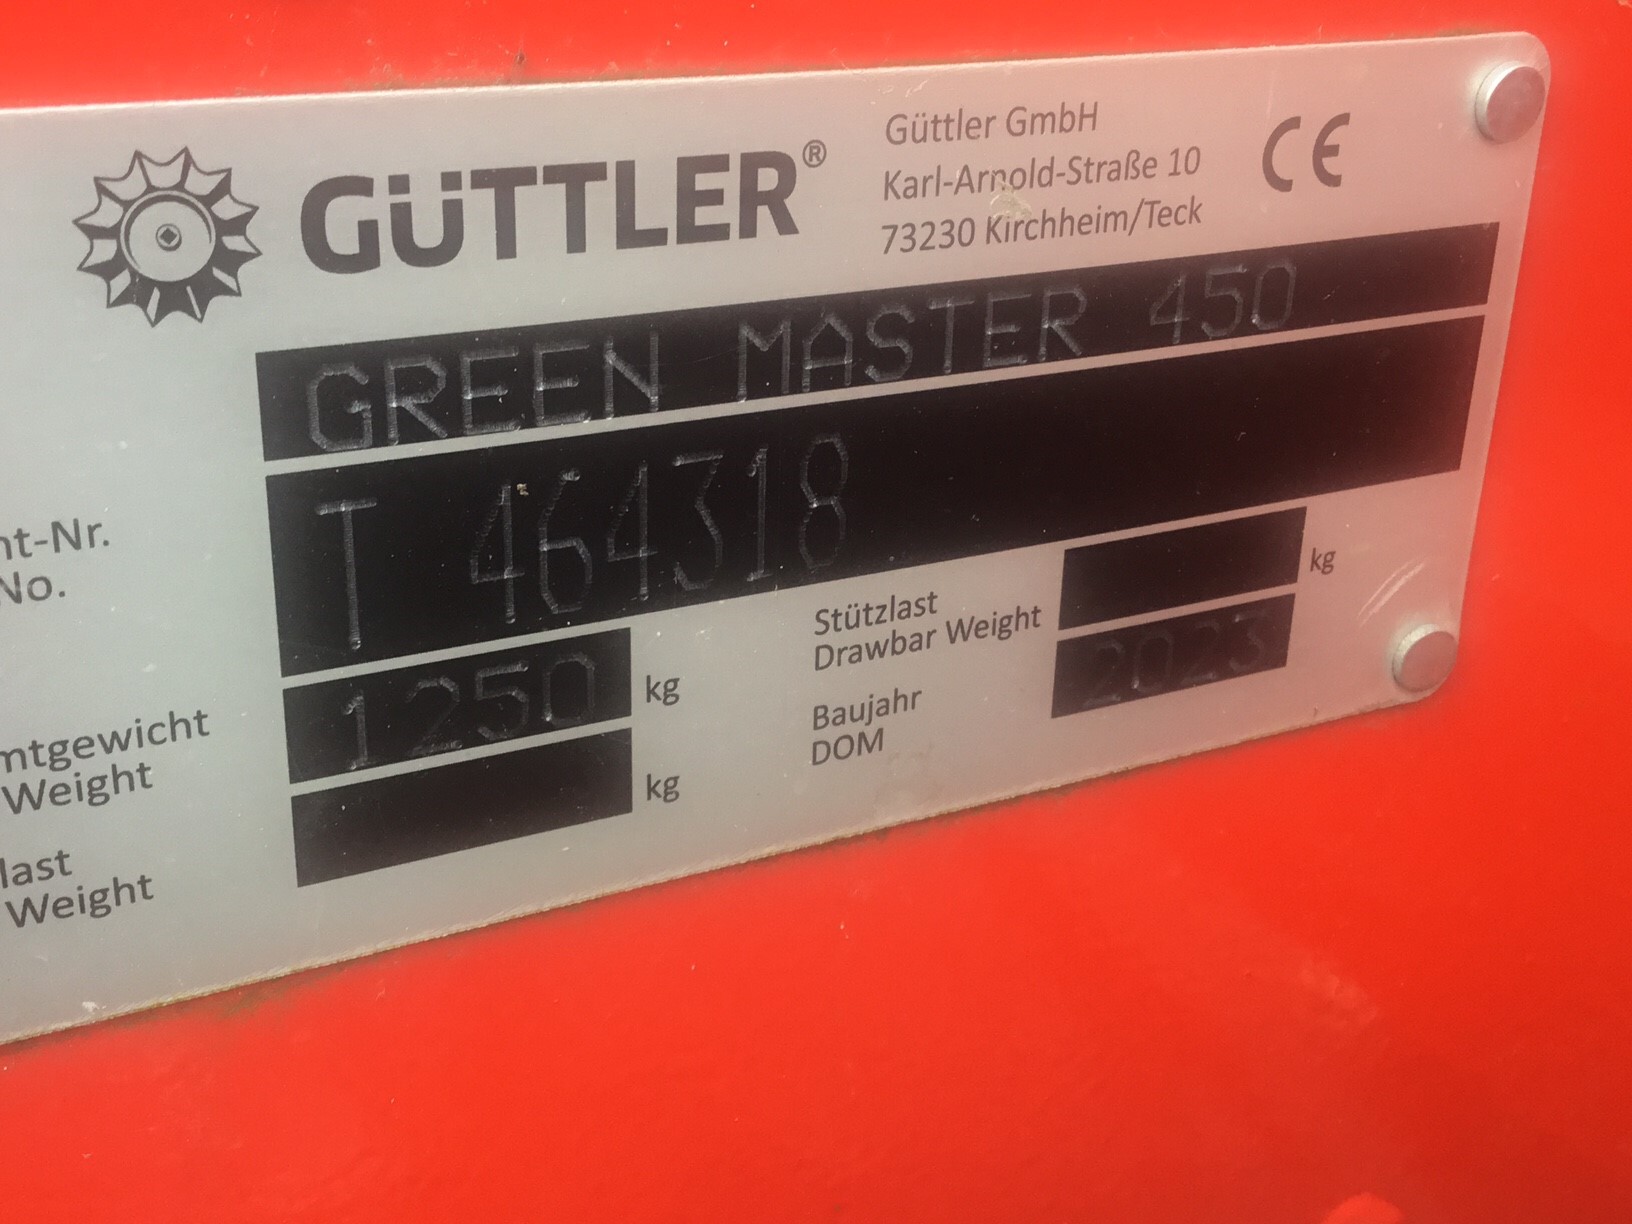 GÜTTLER®
Güttler GmbH
Karl-Arnold-Straße 10
73230 Kirchheim/Teck
CE
GREEN MASTER 450
nt-Nr.
No.
T 464318
mtgewicht
Weight
1250 kg
Stützlast
Drawbar Weight
kg
last
Weight
kg
Baujahr
DOM
2023